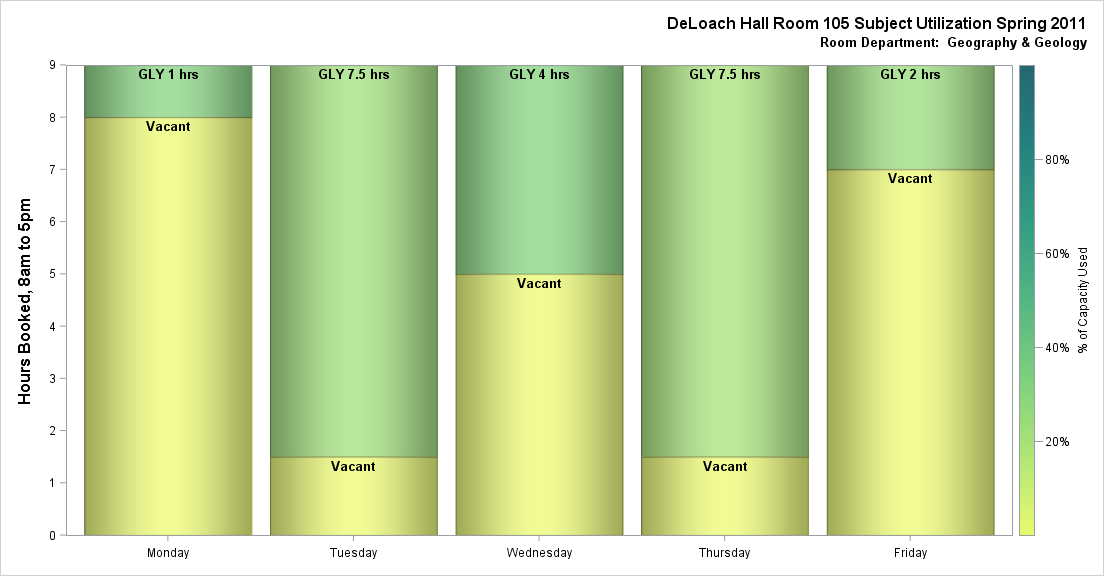 DeLoach Hall Room 105 Subject Utilization Spring 2011
Room Department: Geography & Geology
Hours Booked, 8am to 5pm
9
8
7
6
5
4
3
2
1
0
GLY 1 hrs
Vacant
GLY 7.5 hrs
Vacant
GLY 4 hrs
Vacant
GLY 7.5 hrs
Vacant
GLY 2 hrs
Vacant
Monday
Tuesday
Wednesday
Thursday
Friday
80%
60%
40%
20%
% of Capacity Used